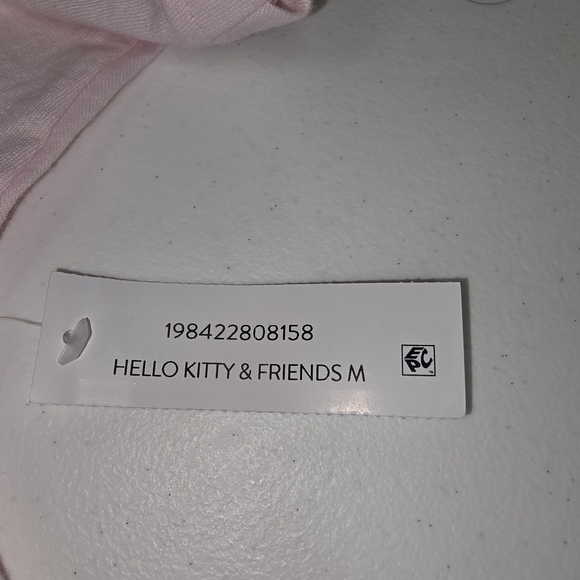 198422808158
HELLO KITTY & FRIENDS M
EPC